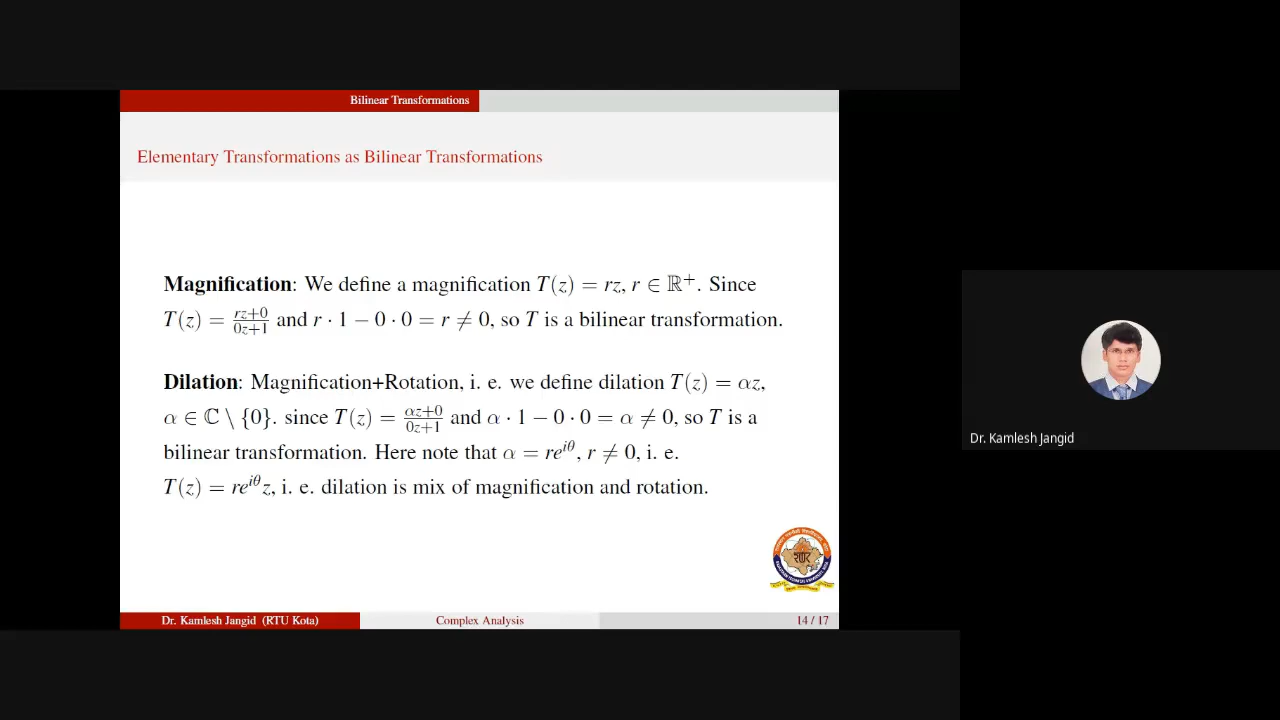 Bilinear Transformations
Elementary Transformations as Bilinear Transformations
Magnification: We define a magnification T(z) = rz, r ∈ ℝ⁺. Since
T(z) = \frac{rz+0}{0z+1} and r · 1 − 0 · 0 = r ≠ 0, so T is a bilinear transformation.
Dilation: Magnification+Rotation, i. e. we define dilation T(z) = αz,
α ∈ ℂ \ {0}. since T(z) = \frac{αz+0}{0z+1} and α · 1 − 0 · 0 = α ≠ 0, so T is a
bilinear transformation. Here note that α = re^{iθ}, r ≠ 0, i. e.
T(z) = re^{iθ}z, i. e. dilation is mix of magnification and rotation.
Dr. Kamlesh Jangid (RTU Kota)
Complex Analysis
14 / 17
Dr. Kamlesh Jangid